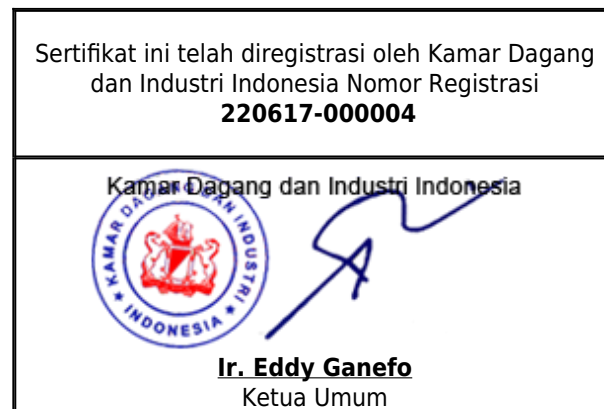 Sertifikat ini telah diregistrasi oleh Kamar Dagang
dan Industri Indonesia Nomor Registrasi
220617-000004
Kamar Dagang dan Industri Indonesia
KAMAR DAGANG DAN INDUSTRI
INDONESIA
Ir. Eddy Ganefo
Ketua Umum